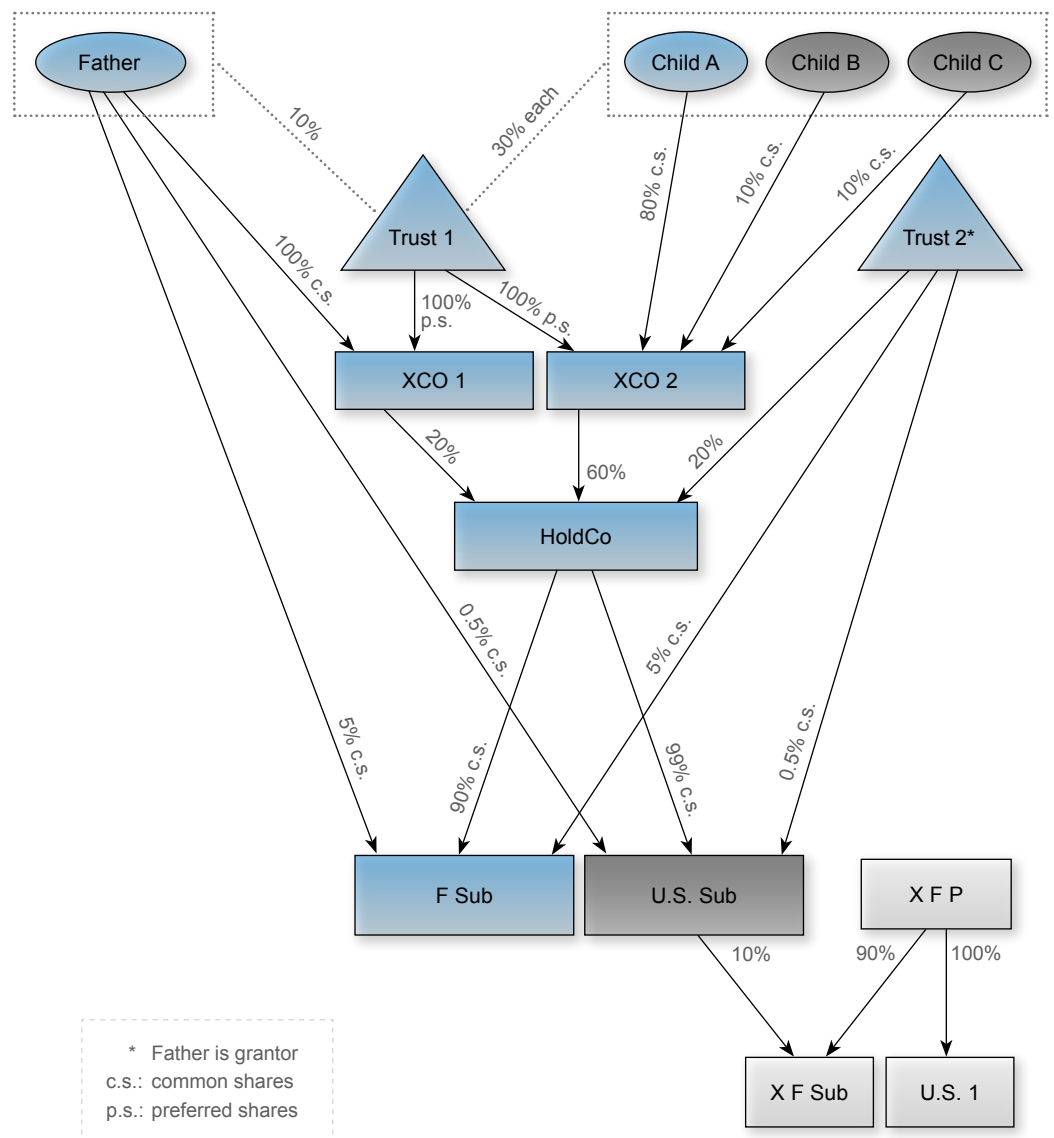 Father
Child A
Child B
Child C
10%
30% each
80% c.s.
10% c.s.
10% c.s.
Trust 1
Trust 2*
100% c.s.
100%
p.s.
100% p.s.
XCO 1
XCO 2
20%
60%
20%
HoldCo
0.5% c.s.
5% c.s.
5% c.s.
90% c.s.
99% c.s.
0.5% c.s.
F Sub
U.S. Sub
X F P
10%
90%
100%
X F Sub
U.S. 1
* Father is grantor
c.s.: common shares
p.s.: preferred shares